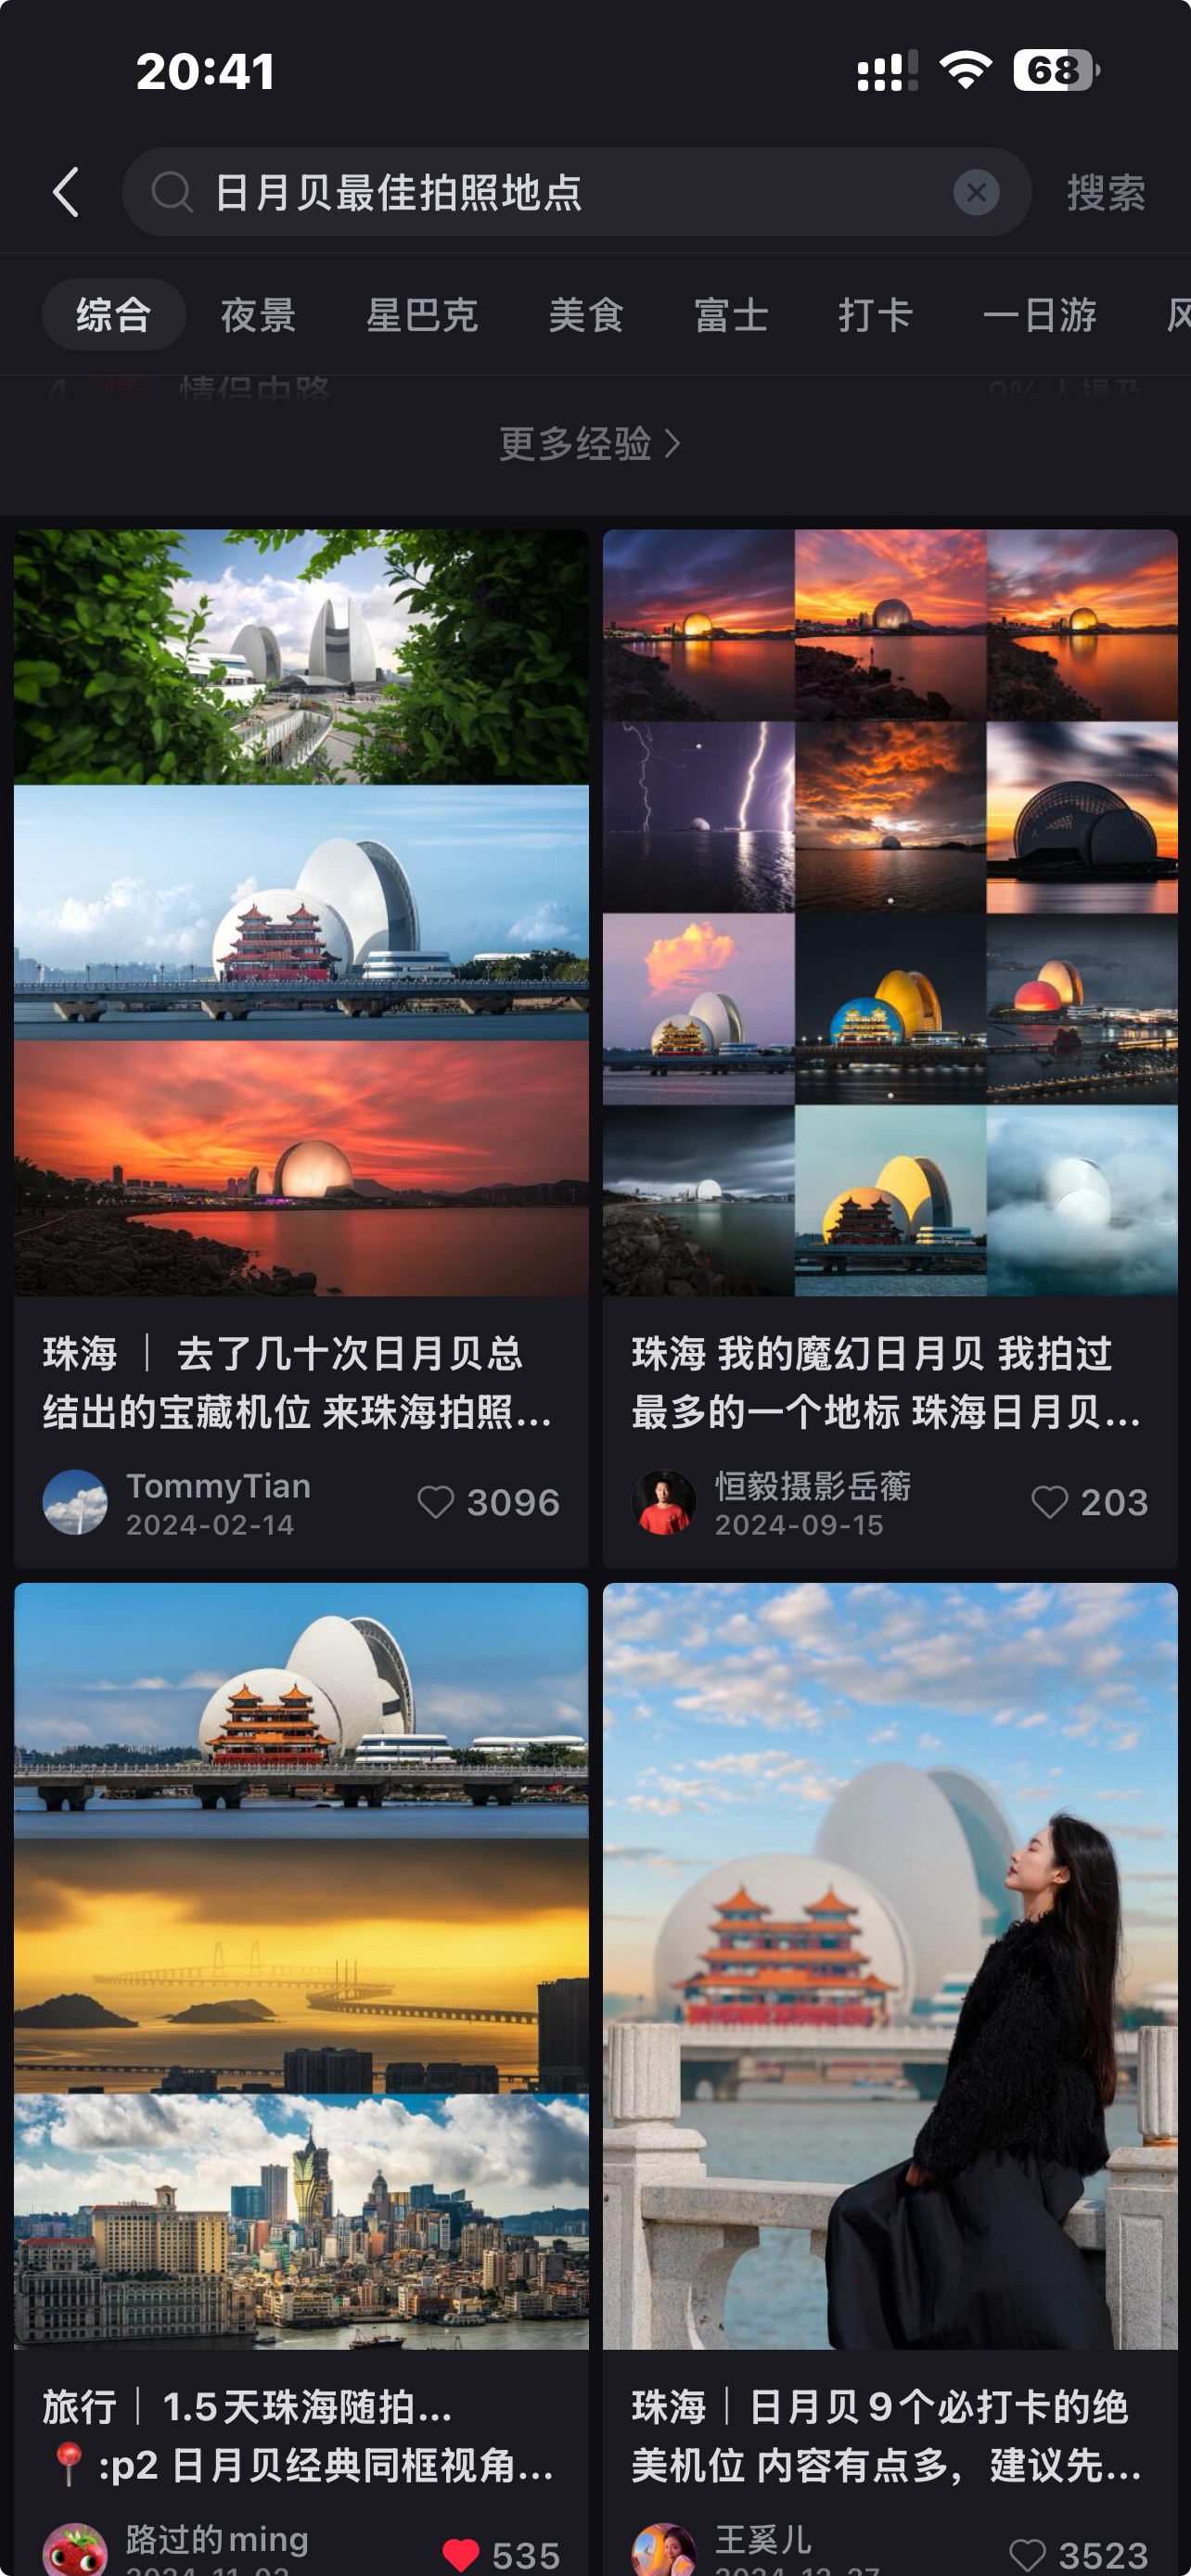 20:41
68
日月贝最佳拍照地点
搜索
综合 夜景 星巴克 美食 富士 打卡 一日游
4 情 情侣中路 9% 人提及
更多经验
珠海 ｜ 去了几十次日月贝总
结出的宝藏机位 来珠海拍照...
TommyTian
2024-02-14
3096
珠海 我的魔幻日月贝 我拍过
最多的一个地标 珠海日月贝...
恒毅摄影岳蘅
2024-09-15
203
旅行｜1.5天珠海随拍...
📍:p2 日月贝经典同框视角...
路过的ming
2024-11-02
535
珠海｜日月贝9个必打卡的绝
美机位 内容有点多，建议先...
王奚儿
2024-12-27
3523